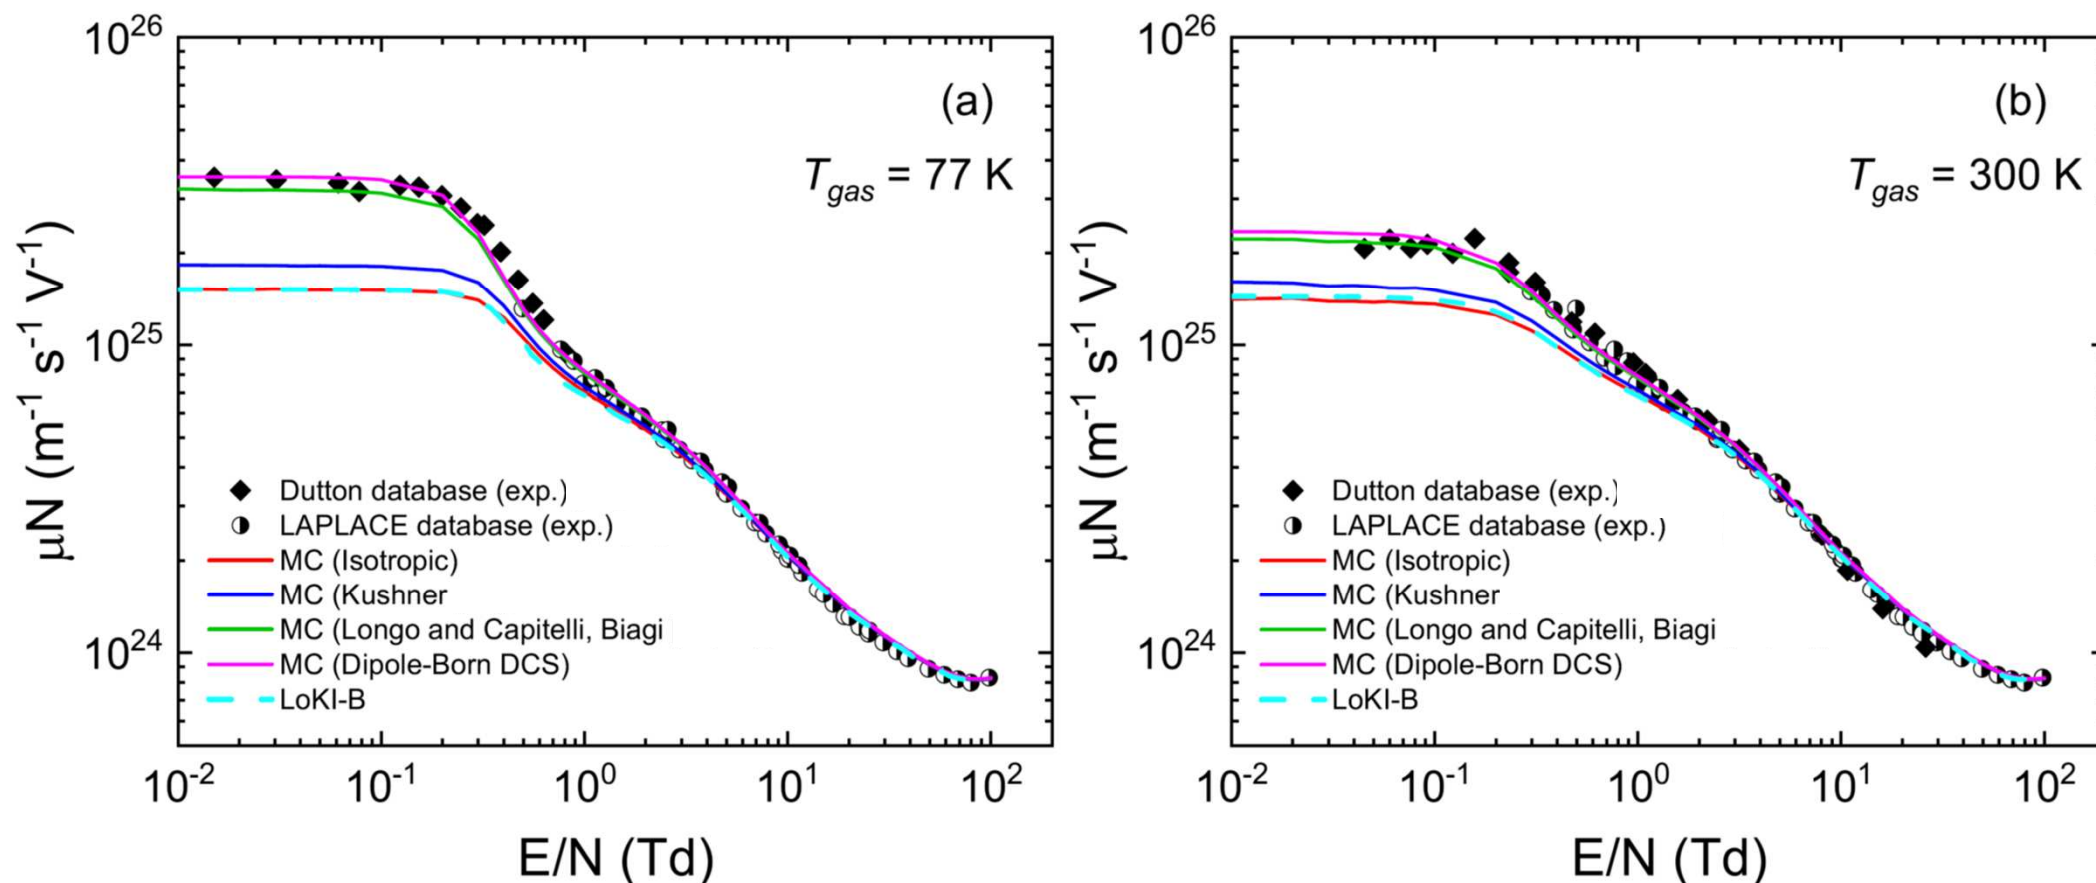 (a)
T_gas = 77 K
10^26
10^25
10^24
μN (m^-1 s^-1 V^-1)
Dutton database (exp.)
LAPLACE database (exp.)
MC (Isotropic)
MC (Kushner
MC (Longo and Capitelli, Biagi
MC (Dipole-Born DCS)
LoKI-B
10^-2 10^-1 10^0 10^1 10^2
E/N (Td)
(b)
T_gas = 300 K
10^26
10^25
10^24
μN (m^-1 s^-1 V^-1)
Dutton database (exp.)
LAPLACE database (exp.)
MC (Isotropic)
MC (Kushner
MC (Longo and Capitelli, Biagi
MC (Dipole-Born DCS)
LoKI-B
10^-2 10^-1 10^0 10^1 10^2
E/N (Td)